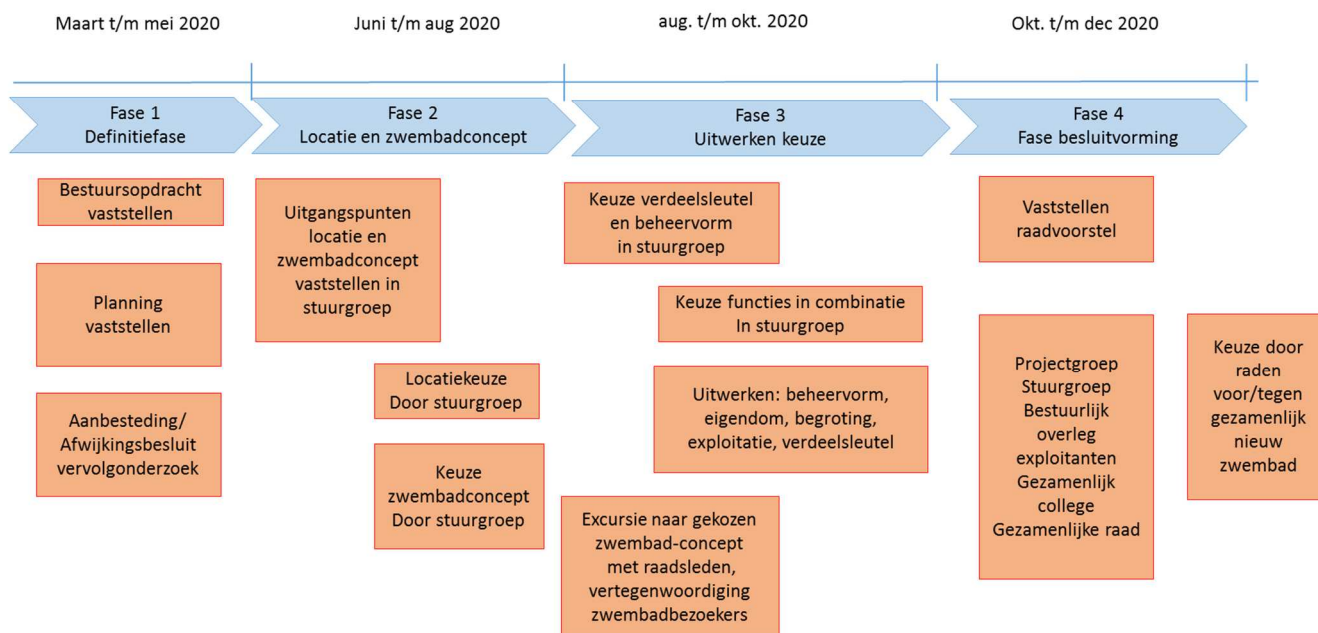 Maart t/m mei 2020
Juni t/m aug 2020
aug. t/m okt. 2020
Okt. t/m dec 2020
Fase 1
Definitiefase
Fase 2
Locatie en zwembadconcept
Fase 3
Uitwerken keuze
Fase 4
Fase besluitvorming
Bestuursopdracht
vaststellen
Planning
vaststellen
Aanbesteding/
Afwijkingsbesluit
vervolgonderzoek
Uitgangspunten
locatie en
zwembadconcept
vaststellen in
stuurgroep
Locatiekeuze
Door stuurgroep
Keuze
zwembadconcept
Door stuurgroep
Keuze verdeelsleutel
en beheervorm
in stuurgroep
Keuze functies in combinatie
In stuurgroep
Uitwerken: beheervorm,
eigendom, begroting,
exploitatie, verdeelsleutel
Excursie naar gekozen
zwembad-concept
met raadsleden,
vertegenwoordiging
zwembadbezoekers
Vaststellen
raadvoorstel
Projectgroep
Stuurgroep
Bestuurlijk
overleg
exploitanten
Gezamenlijk
college
Gezamenlijke raad
Keuze door
raden
voor/tegen
gezamenlijk
nieuw
zwembad